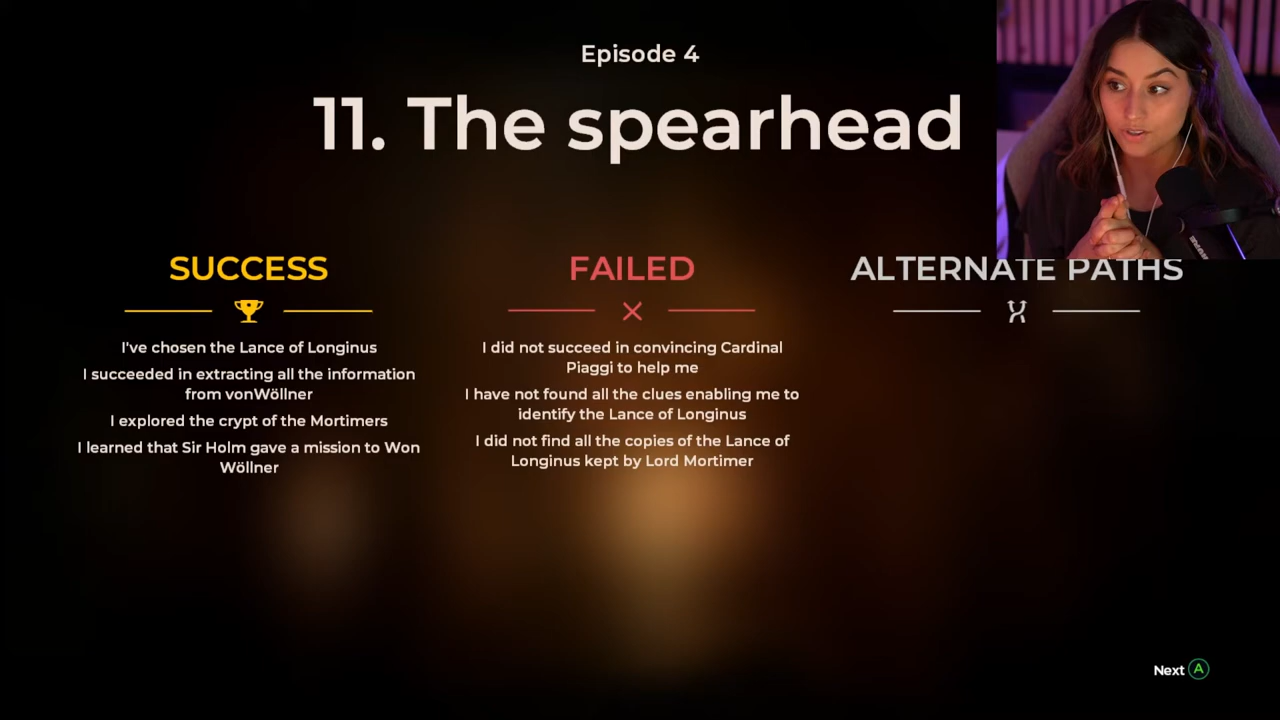 Episode 4
11. The spearhead
SUCCESS
I've chosen the Lance of Longinus
I succeeded in extracting all the information
from vonWöllner
I explored the crypt of the Mortimers
I learned that Sir Holm gave a mission to Won
Wöllner
FAILED
I did not succeed in convincing Cardinal
Piaggi to help me
I have not found all the clues enabling me to
identify the Lance of Longinus
I did not find all the copies of the Lance of
Longinus kept by Lord Mortimer
ALTERNATE PATHS
Next A